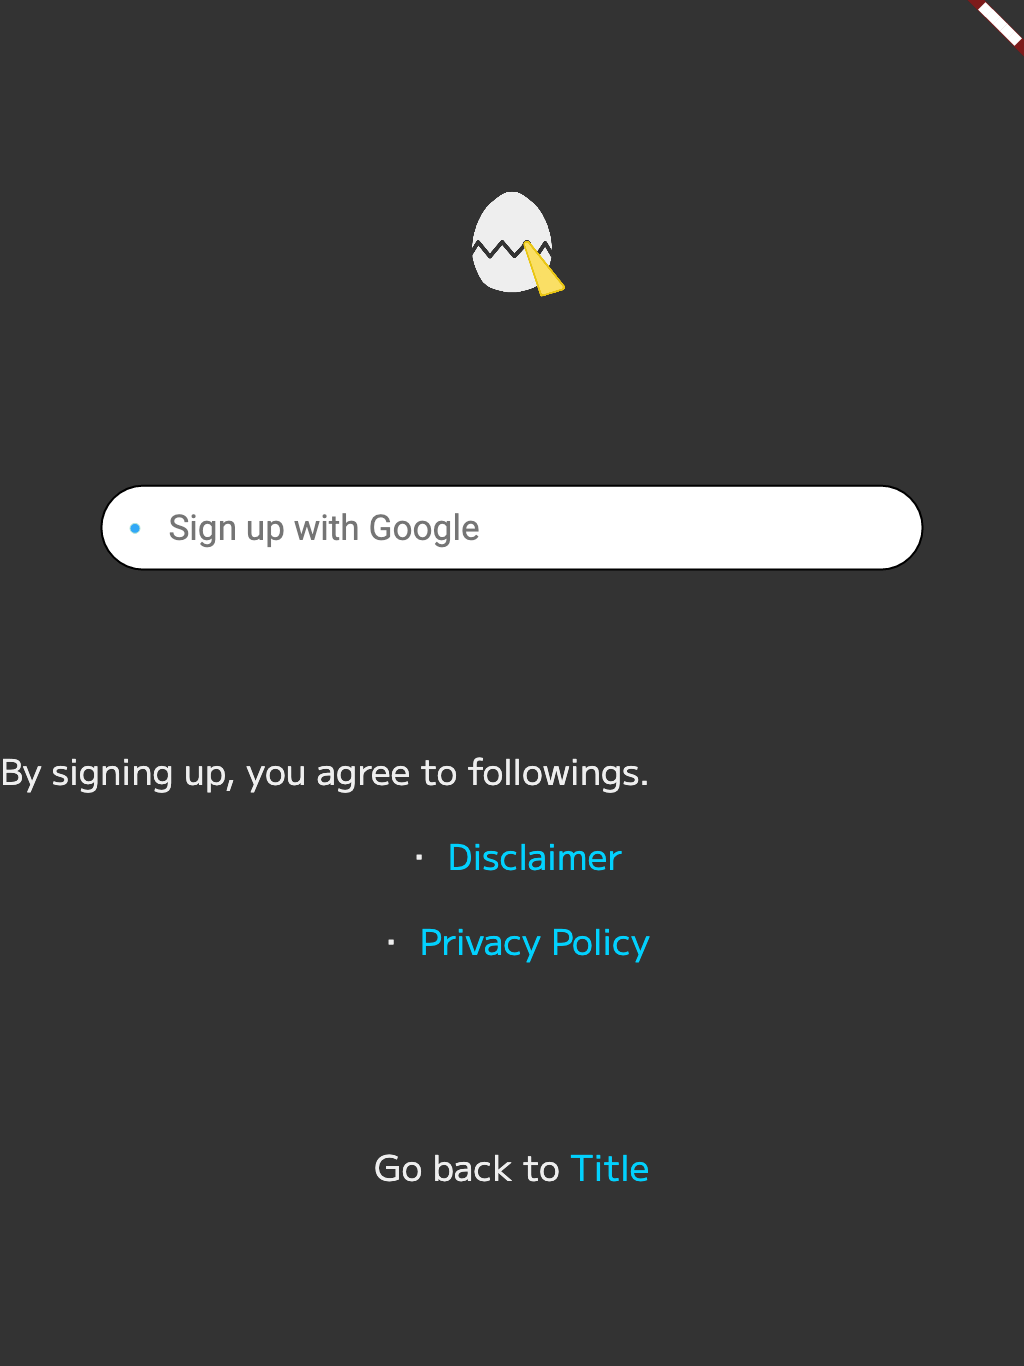 Sign up with Google
By signing up, you agree to followings.
· Disclaimer
· Privacy Policy
Go back to Title